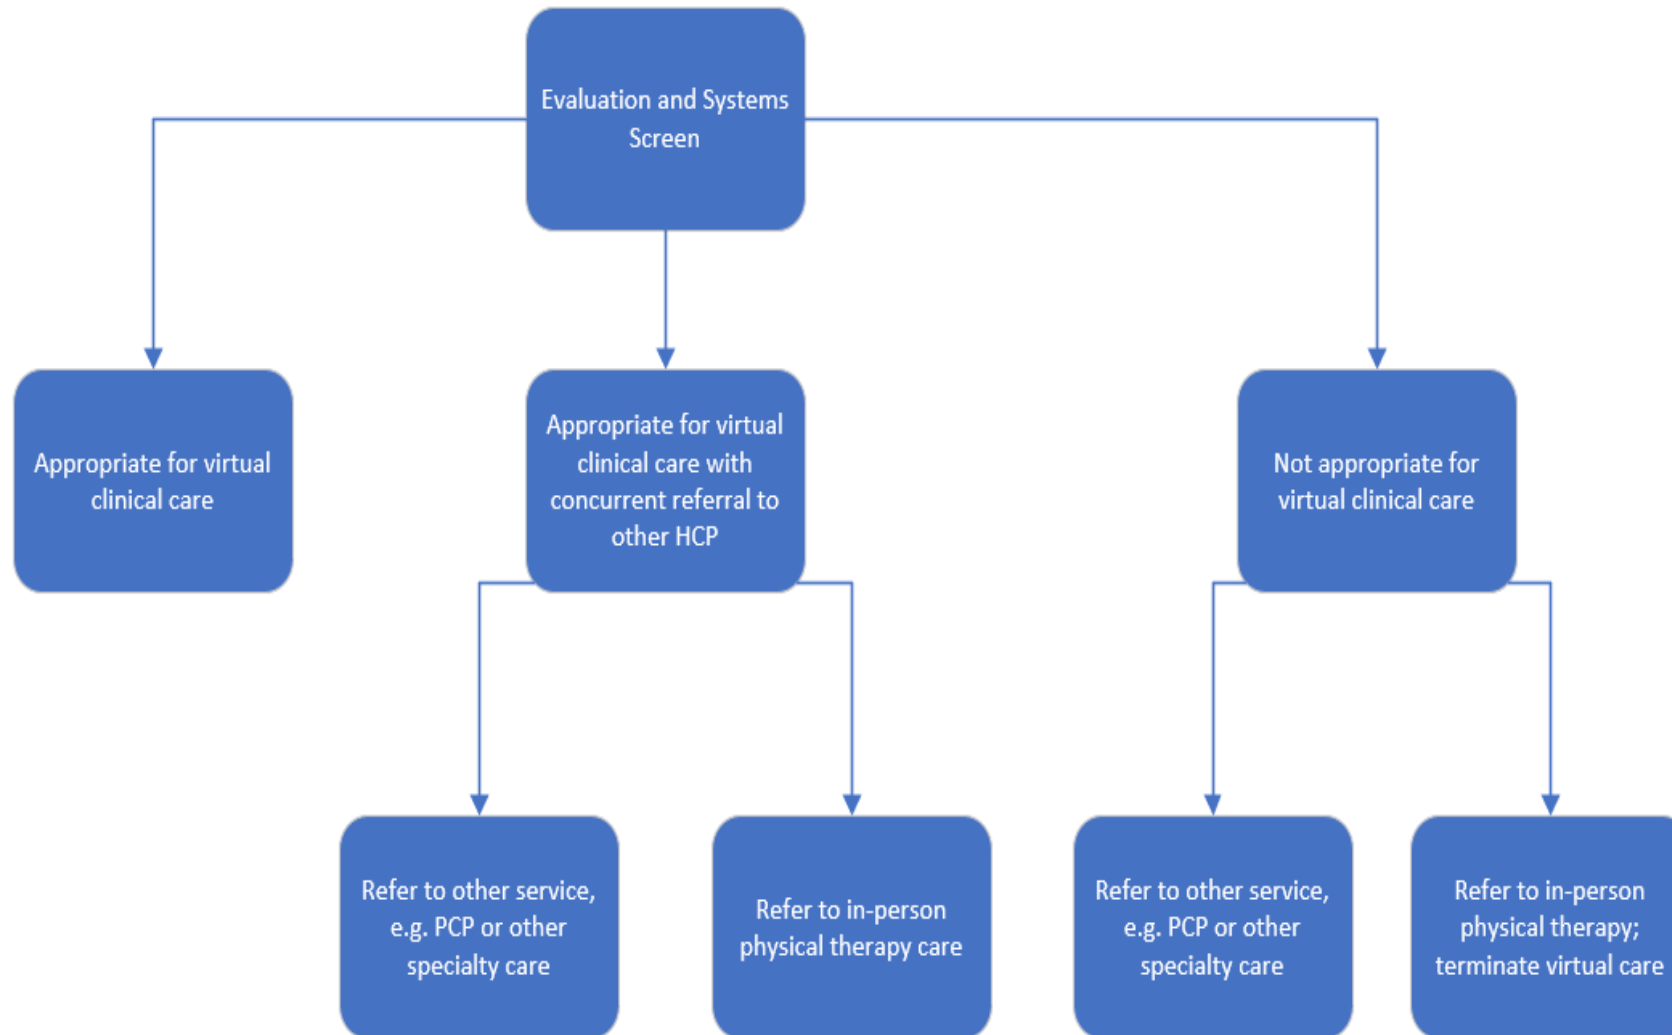 Evaluation and Systems
Screen
Appropriate for virtual
clinical care
Appropriate for virtual
clinical care with
concurrent referral to
other HCP
Not appropriate for
virtual clinical care
Refer to other service,
e.g. PCP or other
specialty care
Refer to in-person
physical therapy care
Refer to other service,
e.g. PCP or other
specialty care
Refer to in-person
physical therapy;
terminate virtual care